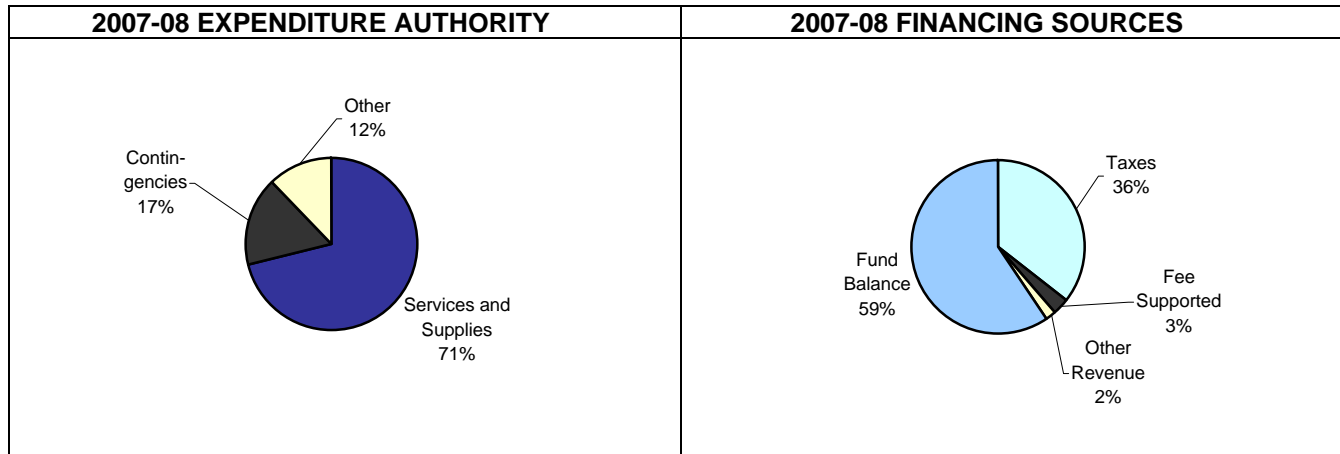 2007-08 EXPENDITURE AUTHORITY
Other
12%
Contin-
gencies
17%
Services and
Supplies
71%
2007-08 FINANCING SOURCES
Taxes
36%
Fund
Balance
59%
Fee
Supported
3%
Other
Revenue
2%